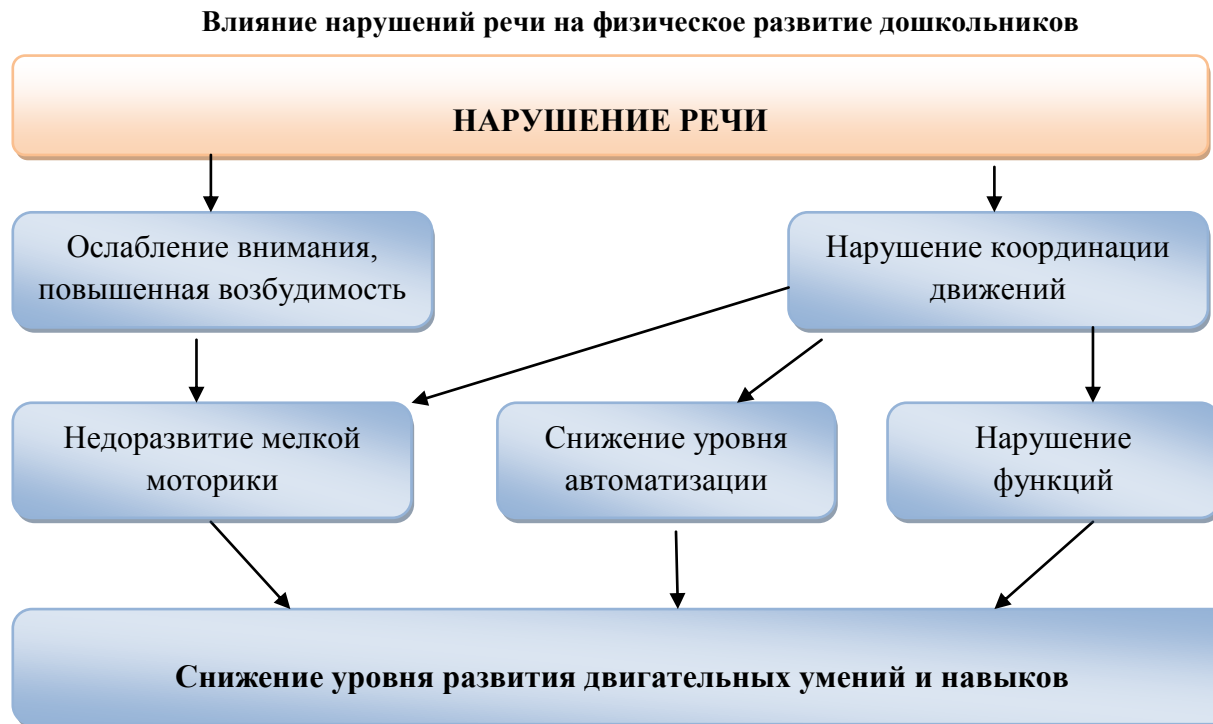 Влияние нарушений речи на физическое развитие дошкольников
НАРУШЕНИЕ РЕЧИ
Ослабление внимания,
повышенная возбудимость
Нарушение координации
движений
Недоразвитие мелкой
моторики
Снижение уровня
автоматизации
Нарушение
функций
Снижение уровня развития двигательных умений и навыков